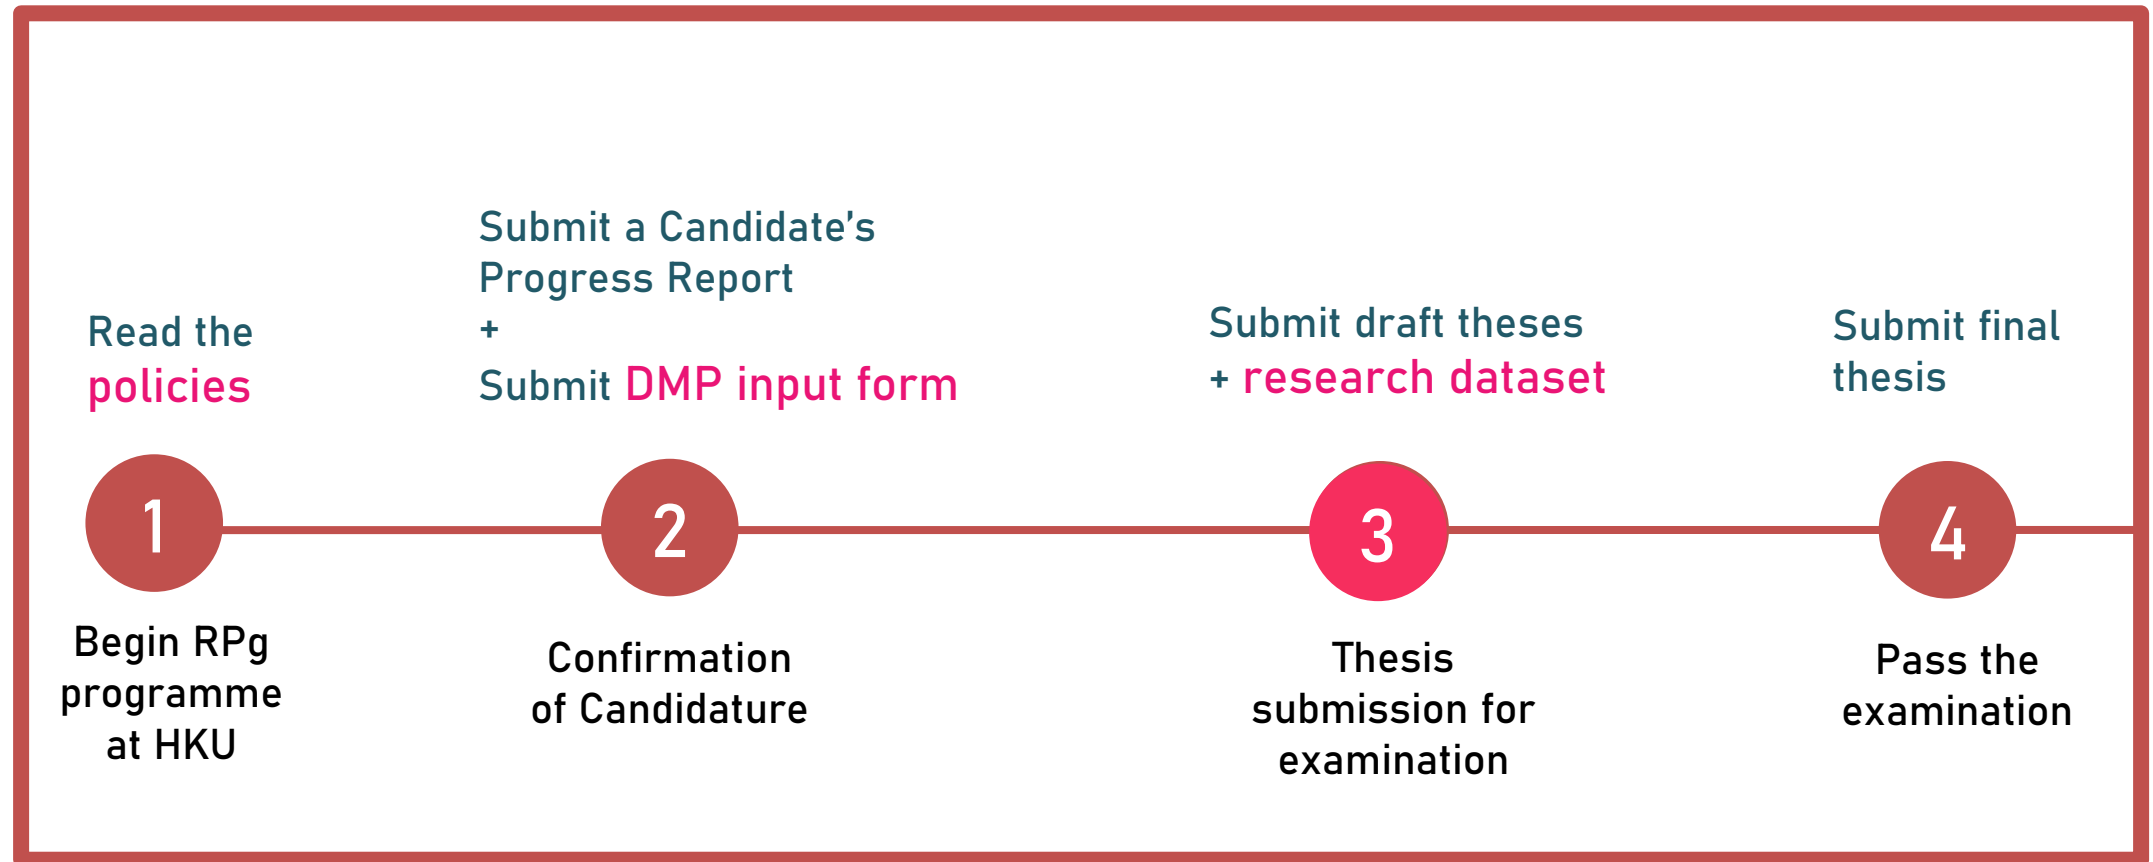 Read the
policies
Submit a Candidate’s
Progress Report
+
Submit DMP input form
Submit draft theses
+ research dataset
Submit final
thesis
1
2
3
4
Begin RPg
programme
at HKU
Confirmation
of Candidature
Thesis
submission for
examination
Pass the
examination